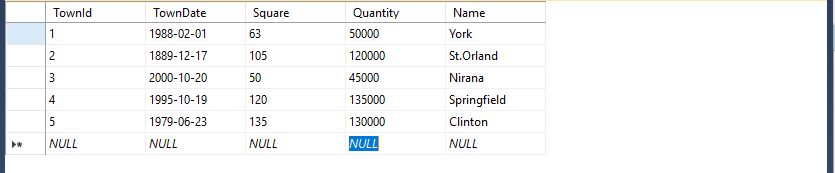 TownId TownDate Square Quantity Name
1 1988-02-01 63 50000 York
2 1889-12-17 105 120000 St.Orland
3 2000-10-20 50 45000 Nirana
4 1995-10-19 120 135000 Springfield
5 1979-06-23 135 130000 Clinton
NULL NULL NULL NULL NULL